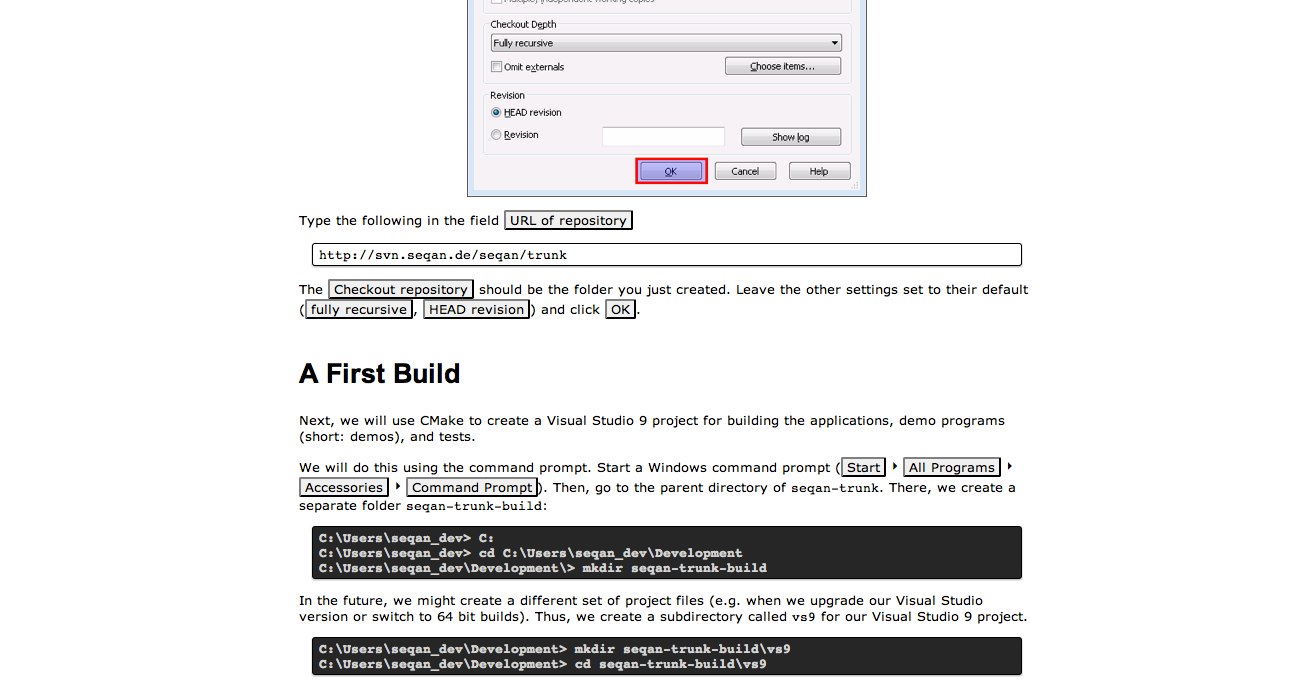 Checkout Depth
Fully recursive
Omit externals Choose items...
Revision
HEAD revision
Revision Show log
OK Cancel Help
Type the following in the field URL of repository
http://svn.seqan.de/seqan/trunk
The Checkout repository should be the folder you just created. Leave the other settings set to their default
(fully recursive, HEAD revision) and click OK.
A First Build
Next, we will use CMake to create a Visual Studio 9 project for building the applications, demo programs
(short: demos), and tests.
We will do this using the command prompt. Start a Windows command prompt (Start ‣ All Programs ‣
Accessories ‣ Command Prompt). Then, go to the parent directory of seqan-trunk. There, we create a
separate folder seqan-trunk-build:
C:\Users\seqan_dev> C:
C:\Users\seqan_dev> cd C:\Users\seqan_dev\Development
C:\Users\seqan_dev\Development\> mkdir seqan-trunk-build
In the future, we might create a different set of project files (e.g. when we upgrade our Visual Studio
version or switch to 64 bit builds). Thus, we create a subdirectory called vs9 for our Visual Studio 9 project.
C:\Users\seqan_dev\Development> mkdir seqan-trunk-build\vs9
C:\Users\seqan_dev\Development> cd seqan-trunk-build\vs9